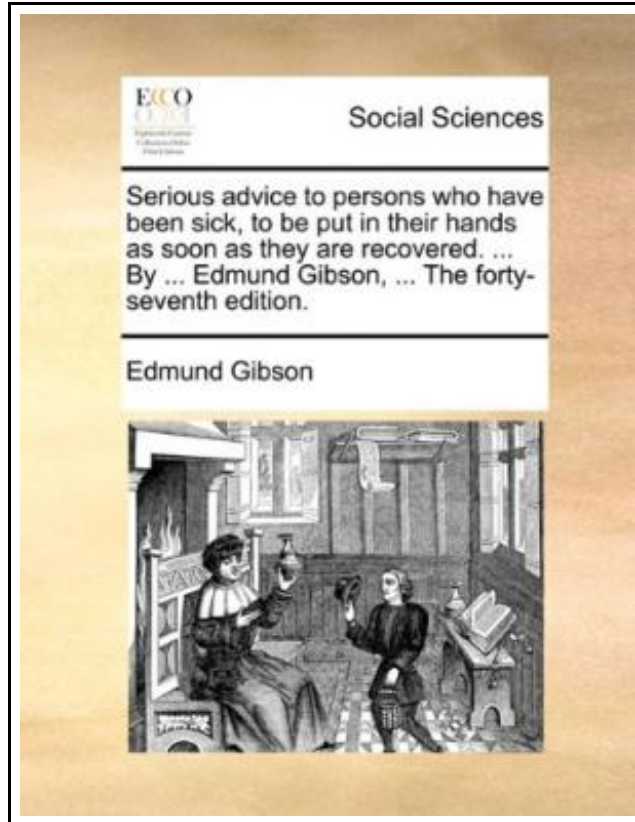 ECCO
Social Sciences
Serious advice to persons who have
been sick, to be put in their hands
as soon as they are recovered. ...
By ... Edmund Gibson, ... The forty-
seventh edition.
Edmund Gibson